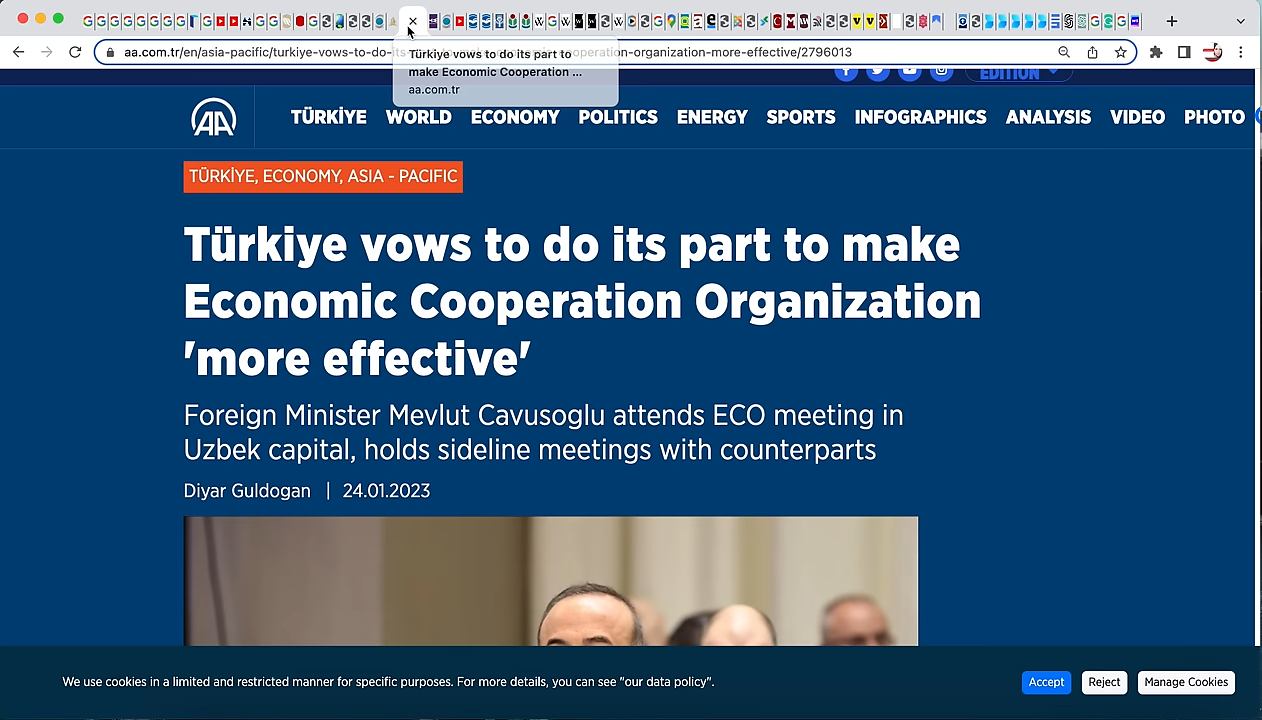 aa.com.tr/en/asia-pacific/turkiye-vows-to-do-its-
-organization-more-effective/2796013
Türkiye vows to do its part to
make Economic Cooperation ...
aa.com.tr
EDITION
AA
TÜRKİYE WORLD ECONOMY POLITICS ENERGY SPORTS INFOGRAPHICS ANALYSIS VIDEO PHOTO
TÜRKİYE, ECONOMY, ASIA - PACIFIC
Türkiye vows to do its part to make
Economic Cooperation Organization
'more effective'
Foreign Minister Mevlut Cavusoglu attends ECO meeting in
Uzbek capital, holds sideline meetings with counterparts
Diyar Guldogan | 24.01.2023
We use cookies in a limited and restricted manner for specific purposes. For more details, you can see "our data policy".
Accept
Reject
Manage Cookies